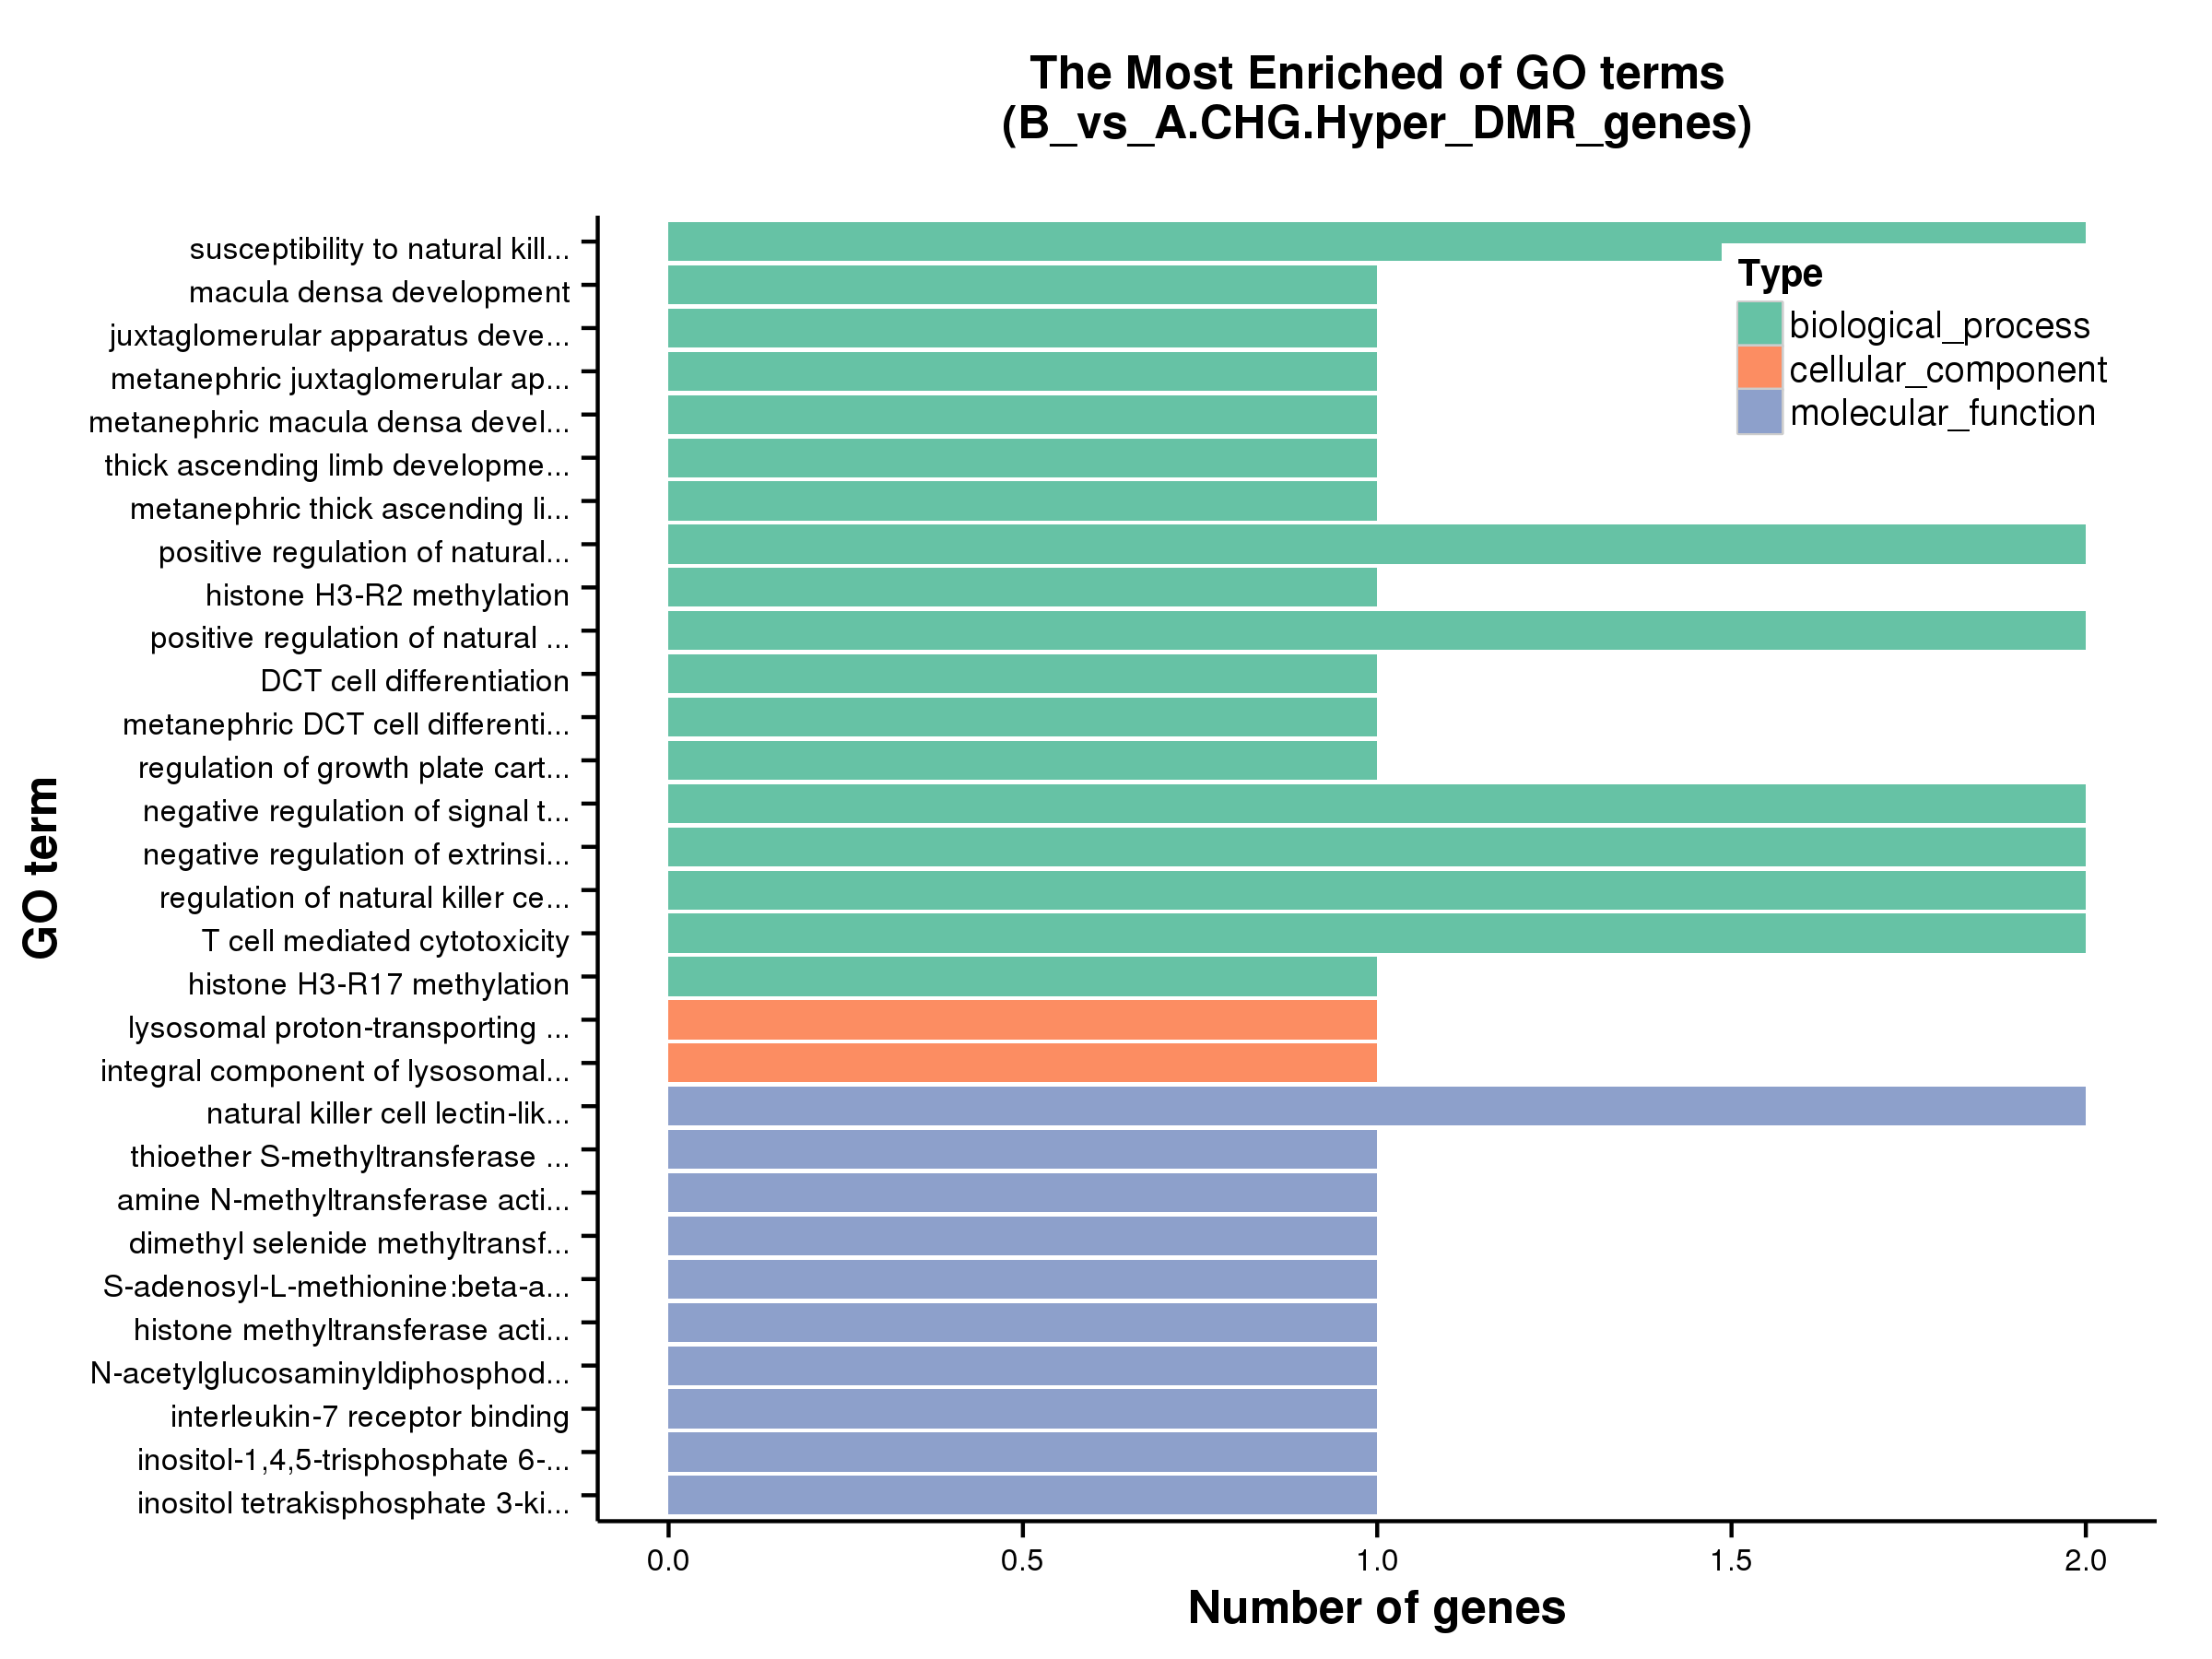 The Most Enriched of GO terms
(B_vs_A.CHG.Hyper_DMR_genes)
susceptibility to natural kill...
macula densa development
juxtaglomerular apparatus deve...
metanephric juxtaglomerular ap...
metanephric macula densa devel...
thick ascending limb developme...
metanephric thick ascending li...
positive regulation of natural...
histone H3-R2 methylation
positive regulation of natural ...
DCT cell differentiation
metanephric DCT cell differenti...
regulation of growth plate cart...
negative regulation of signal t...
negative regulation of extrinsi...
regulation of natural killer ce...
T cell mediated cytotoxicity
histone H3-R17 methylation
lysosomal proton-transporting ...
integral component of lysosomal...
natural killer cell lectin-lik...
thioether S-methyltransferase ...
amine N-methyltransferase acti...
dimethyl selenide methyltransf...
S-adenosyl-L-methionine:beta-a...
histone methyltransferase acti...
N-acetylglucosaminyldiphosphod...
interleukin-7 receptor binding
inositol-1,4,5-trisphosphate 6-...
inositol tetrakisphosphate 3-ki...
GO term
Type
biological_process
cellular_component
molecular_function
0.0 0.5 1.0 1.5 2.0
Number of genes